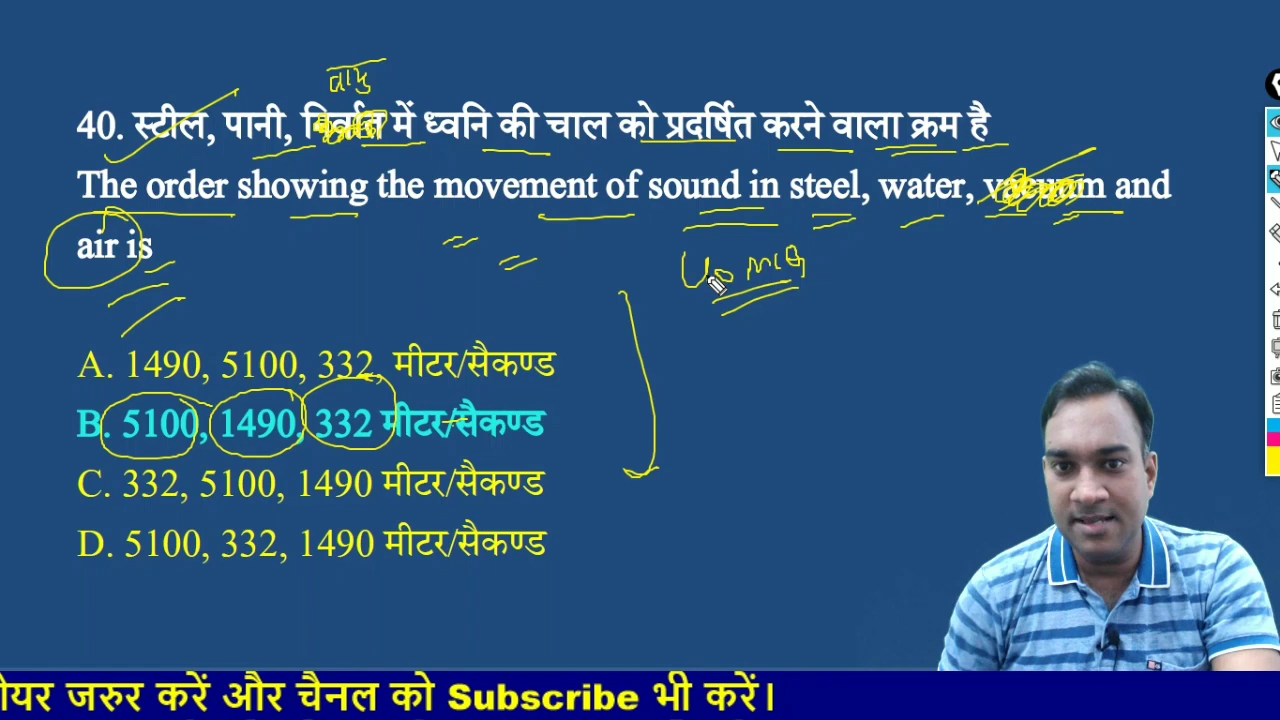 वायु
40. स्टील, पानी, निर्वात में ध्वनि की चाल को प्रदर्षित करने वाला क्रम है
The order showing the movement of sound in steel, water, vacuum and
air is
MCQ
A. 1490, 5100, 332, मीटर/सैकण्ड
B. 5100, 1490, 332 मीटर/सैकण्ड
C. 332, 5100, 1490 मीटर/सैकण्ड
D. 5100, 332, 1490 मीटर/सैकण्ड
जरुर करें और चैनल को Subscribe भी करें।